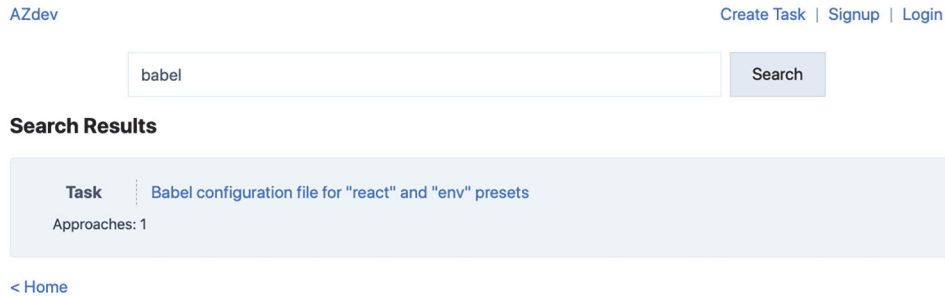 AZdev Create Task | Signup | Login
babel Search
Search Results
Task Babel configuration file for "react" and "env" presets
Approaches: 1
< Home